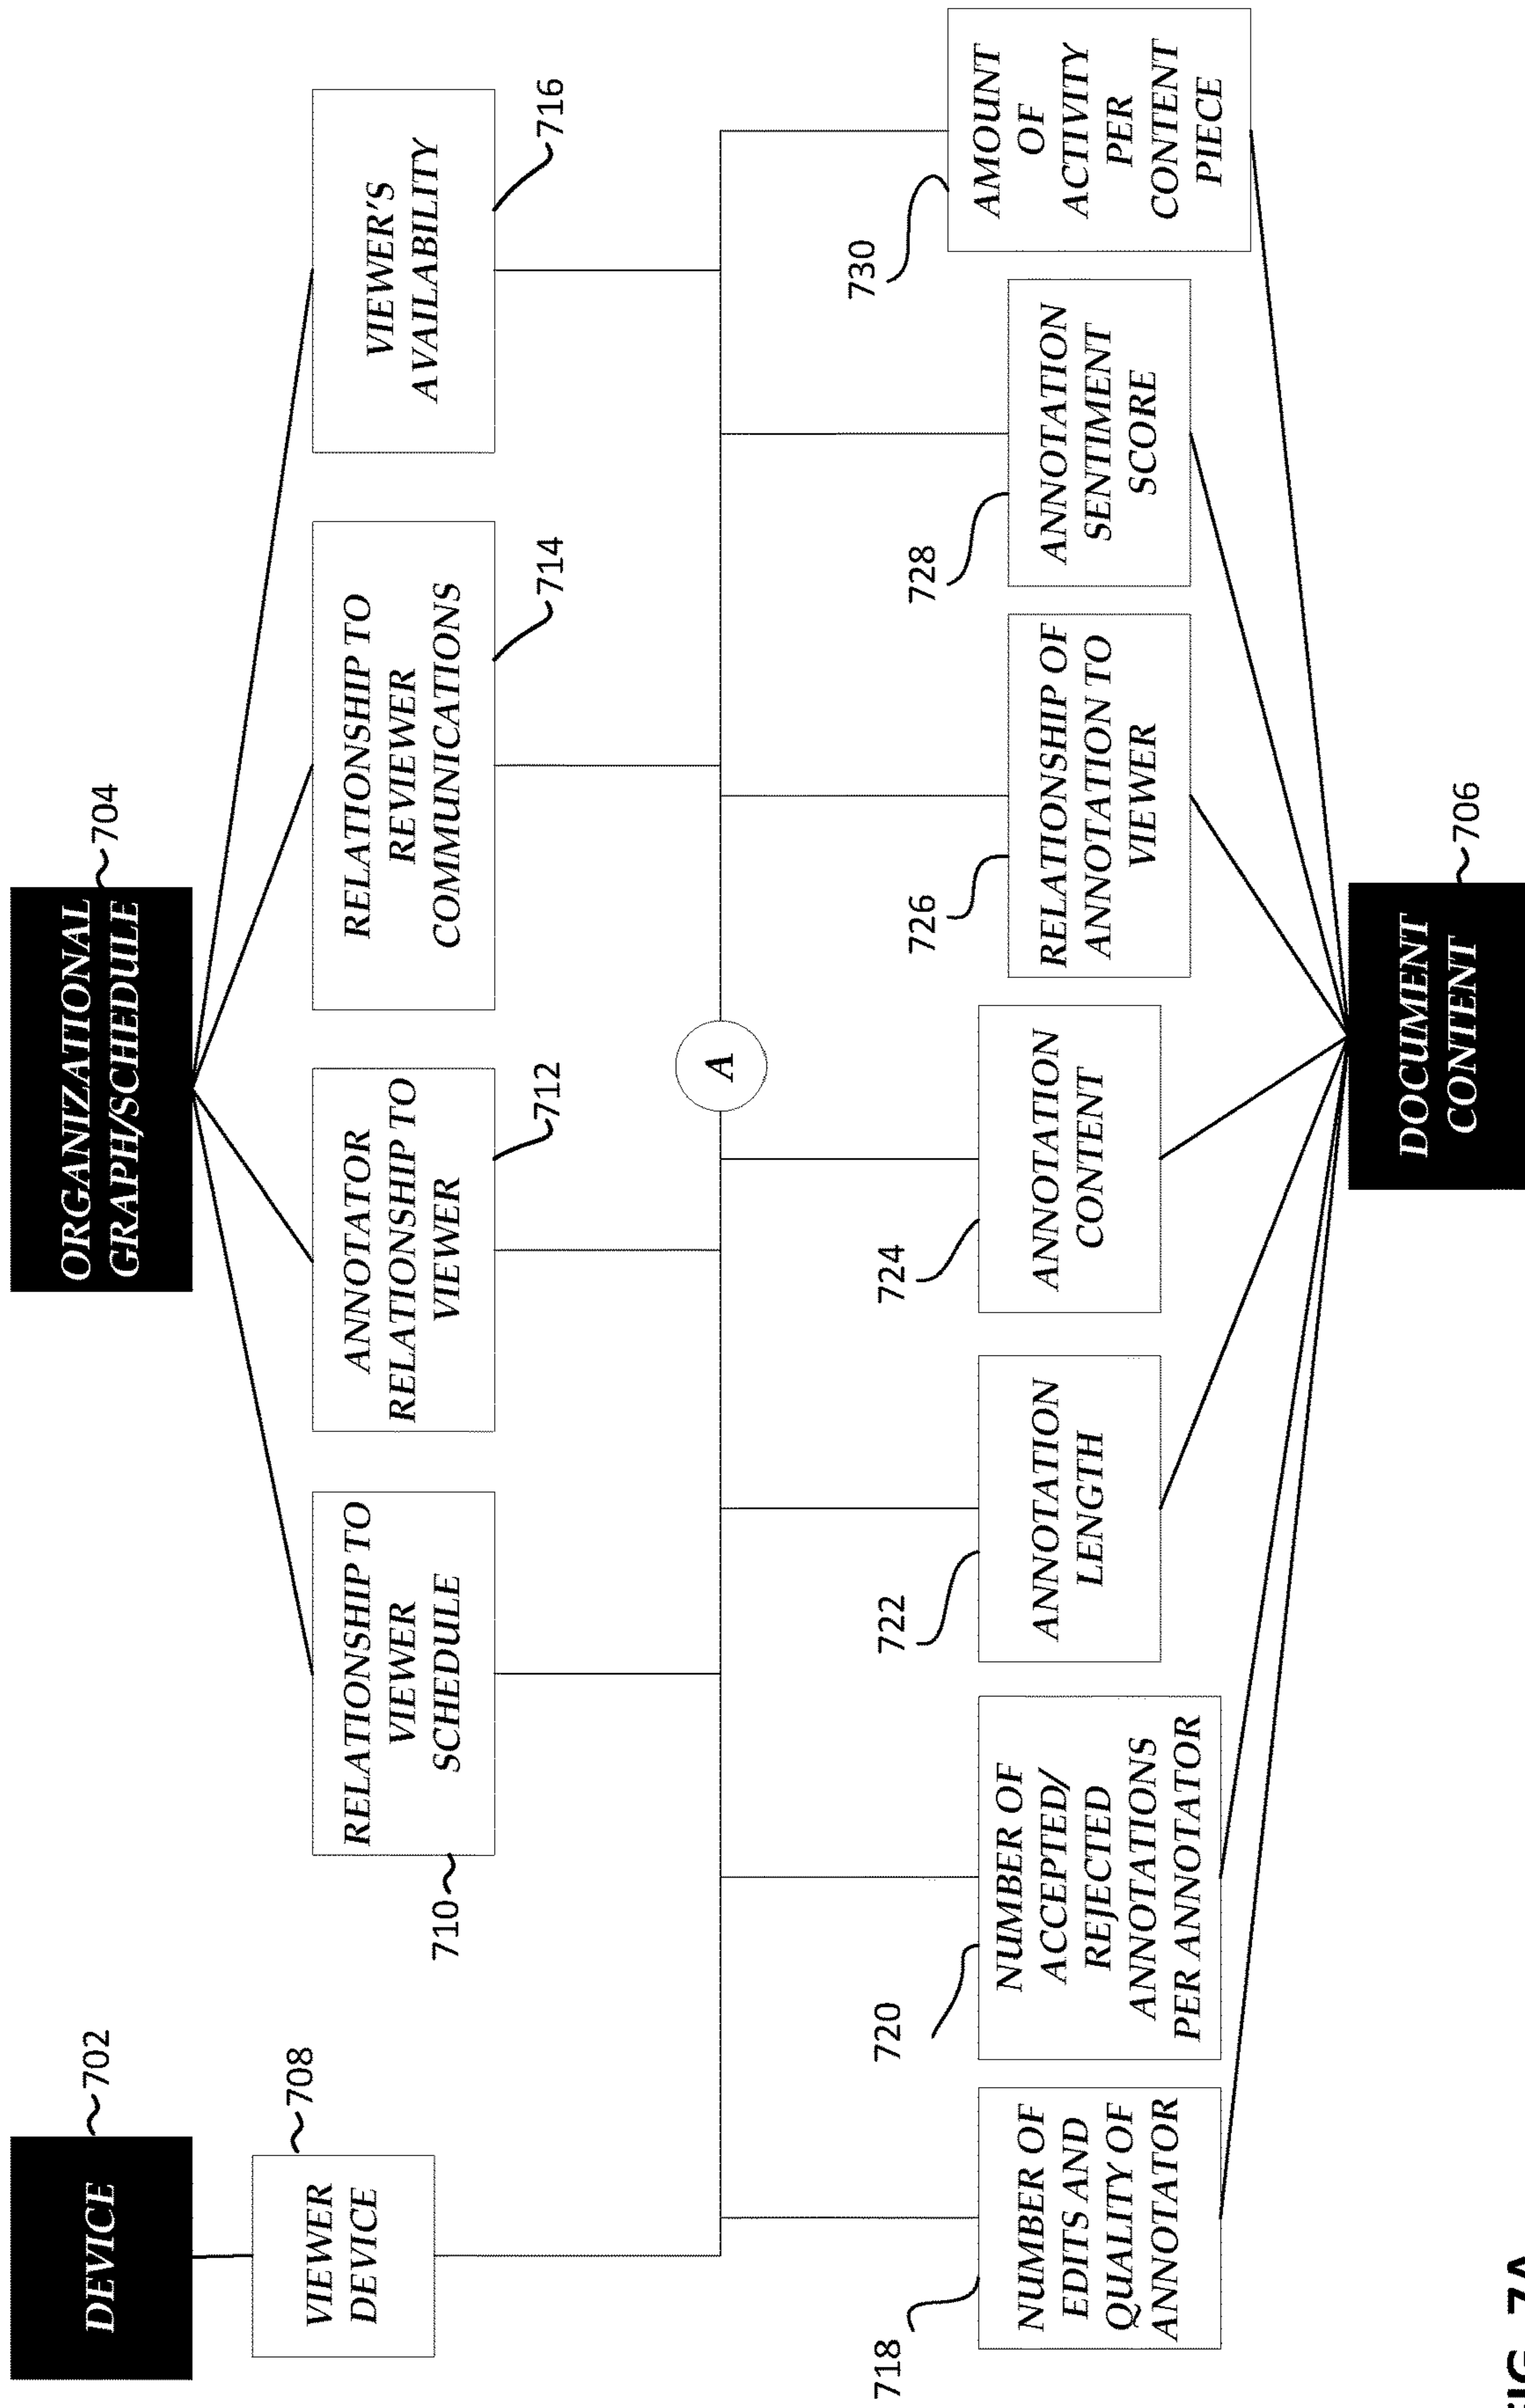 DEVICE
702
ORGANIZATIONAL
GRAPH/SCHEDULE
704
VIEWER
DEVICE
708
RELATIONSHIP TO
VIEWER
SCHEDULE
710
ANNOTATOR
RELATIONSHIP TO
VIEWER
712
RELATIONSHIP TO
REVIEWER
COMMUNICATIONS
714
VIEWER'S
AVAILABILITY
716
A
718
NUMBER OF
EDITS AND
QUALITY OF
ANNOTATOR
720
NUMBER OF
ACCEPTED/
REJECTED
ANNOTATIONS
PER ANNOTATOR
722
ANNOTATION
LENGTH
724
ANNOTATION
CONTENT
726
RELATIONSHIP OF
ANNOTATION TO
VIEWER
728
ANNOTATION
SENTIMENT
SCORE
730
AMOUNT
OF
ACTIVITY
PER
CONTENT
PIECE
DOCUMENT
CONTENT
706
FIG. 7A